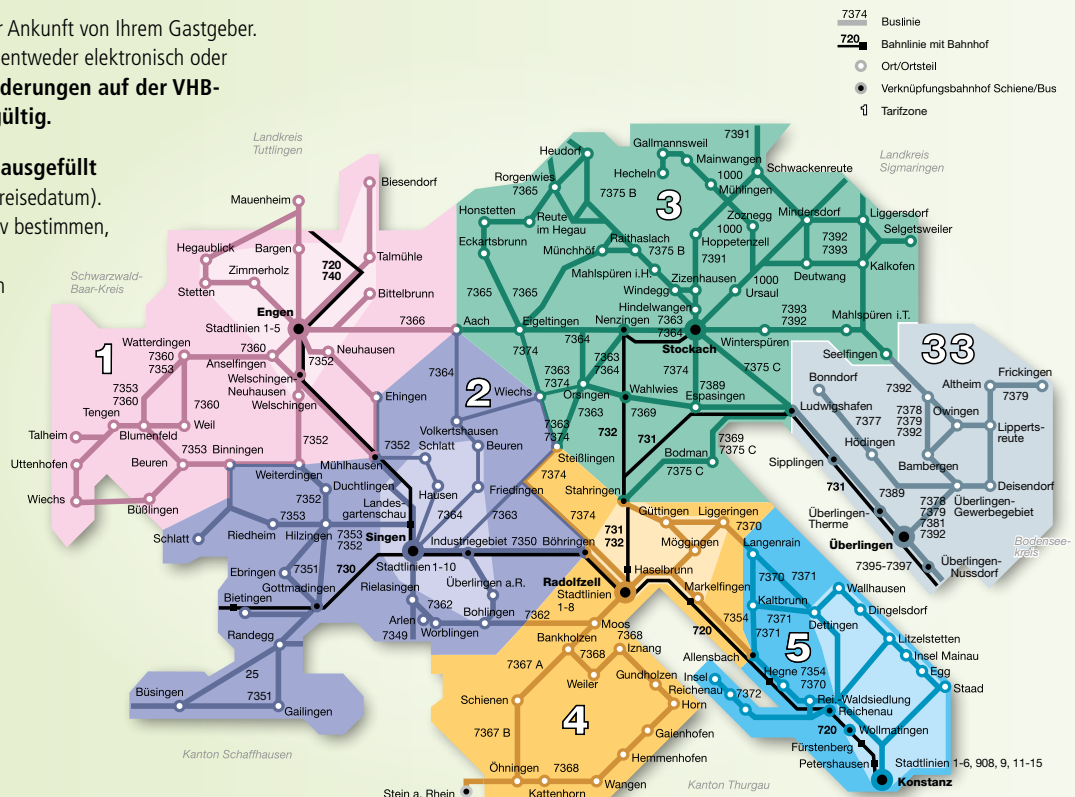 r Ankunft von Ihrem Gastgeber.
entweder elektronisch oder
derungen auf der VHB-
gültig.
ausgefüllt
reisedatum).
v bestimmen,
n
7374
Buslinie
720
Bahnlinie mit Bahnhof
Ort/Ortsteil
Verknüpfungsbahnhof Schiene/Bus
1
Tarifzone
Landkreis
Tuttlingen
Landkreis
Sigmaringen
Schwarzwald-
Baar-Kreis
Bodensee-
kreis
Kanton Schaffhausen
Kanton Thurgau
1
Biesendorf
Mauenheim
Hegaublick
Bargen
Zimmerholz
Stetten
Talmühle
720
740
Bittelbrunn
Engen
Stadtlinien 1-5
7366
Watterdingen
7360
7353
7360
Anselfingen
Neuhausen
7352
Welschingen-
Neuhausen
Welschingen
7353
7360
7360
Tengen
Talheim
Blumenfeld
Weil
Ehingen
7352
Uttenhofen
Beuren
7353
Binningen
Wiechs
Büßlingen
Weiterdingen
Mühlhausen
2
7364
Wiechs
Volkertshausen
7352
Schlatt
Beuren
Duchtlingen
Hausen
Friedingen
7352
Landes-
gartenschau
7364
7363
Schlatt
Riedheim
7353
Hilzingen
7353
7352
Singen
Industriegebiet
7350
Böhringen
Stadtlinien 1-10
Ebringen
7351
730
Gottmadingen
Rielasingen
Überlingen a.R.
Bietingen
7362
Bohlingen
7362
Arlen
7349
Worblingen
Randegg
25
7351
Büsingen
Gailingen
3
Heudorf
Gallmannsweil
7391
Mainwangen
Schwackenreute
Rorgenwies
7365
Hecheln
1000
Mühlingen
7375 B
Honstetten
Reute
im Hegau
Zoznegg
1000
Mindersdorf
Liggersdorf
Selgetsweiler
Eckartsbrunn
Raithaslach
Hoppetenzell
7392
7393
Münchhöf
7375 B
7391
Deutwang
Kalkofen
Mahlspüren i.H.
Zizenhausen
1000
Windegg
Ursaul
7365
7365
Hindelwangen
7393
7392
Mahlspüren i.T.
Aach
Eigeltingen
Nenzingen
7363
7364
Stockach
Winterspüren
7364
7374
7363
7364
Seelfingen
7363
7374
7374
7375 C
Orsingen
Wahlwies
7389
Espasingen
7363
7369
7363
7374
732
731
7369
7375 C
Bodman
7375 C
Steißlingen
Stahringen
Ludwigshafen
33
Bonndorf
Frickingen
Altheim
7379
7392
7377
7378
7379
7392
Owingen
Lipperts-
reute
Hödingen
Sipplingen
Bambergen
7389
731
Deisendorf
7378
7379
7381
7392
Überlingen-
Gewerbegebiet
Überlingen-
Therme
Überlingen
7395-7397
Überlingen-
Nussdorf
4
7374
7374
Güttingen
Liggeringen
7370
731
732
Möggingen
Haselbrunn
Radolfzell
Stadtlinien
1-8
Markelfingen
720
7354
Moos
Bankholzen
7368
Iznang
7367 A
7368
Weiler
Gundholzen
Schienen
Horn
7367 B
Gaienhofen
Hemmenhofen
Öhningen
7368
Wangen
Kattenhorn
Stein a. Rhein
5
Langenrain
7370
7371
Wallhausen
Kaltbrunn
7371
7371
Dettingen
Dingelsdorf
Allensbach
Litzelstetten
Insel Mainau
Hegne
7354
7370
Egg
Staad
Insel
Reichenau
7372
Rei.-Waldsiedlung
Reichenau
720
Wollmatingen
Fürstenberg
Petershausen
Stadtlinien 1-6, 908, 9, 11-15
Konstanz